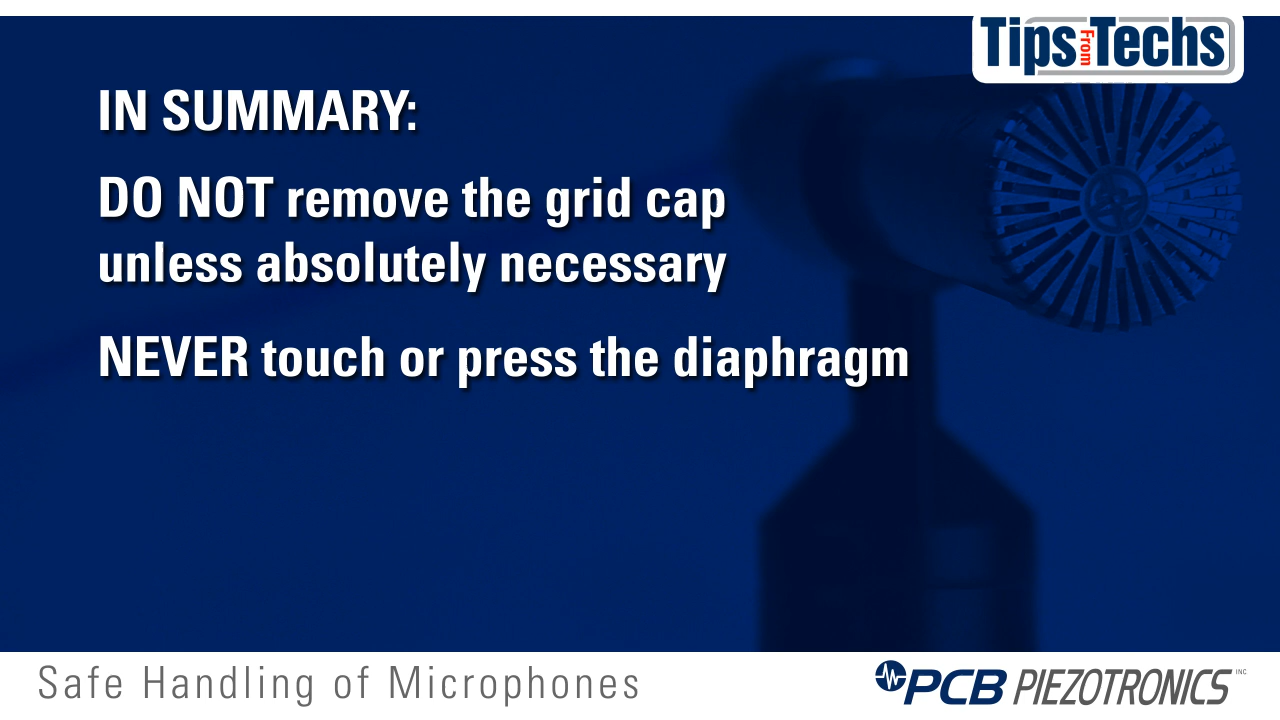 Tips From Techs
IN SUMMARY:
DO NOT remove the grid cap
unless absolutely necessary
NEVER touch or press the diaphragm
Safe Handling of Microphones
PCB PIEZOTRONICS INC